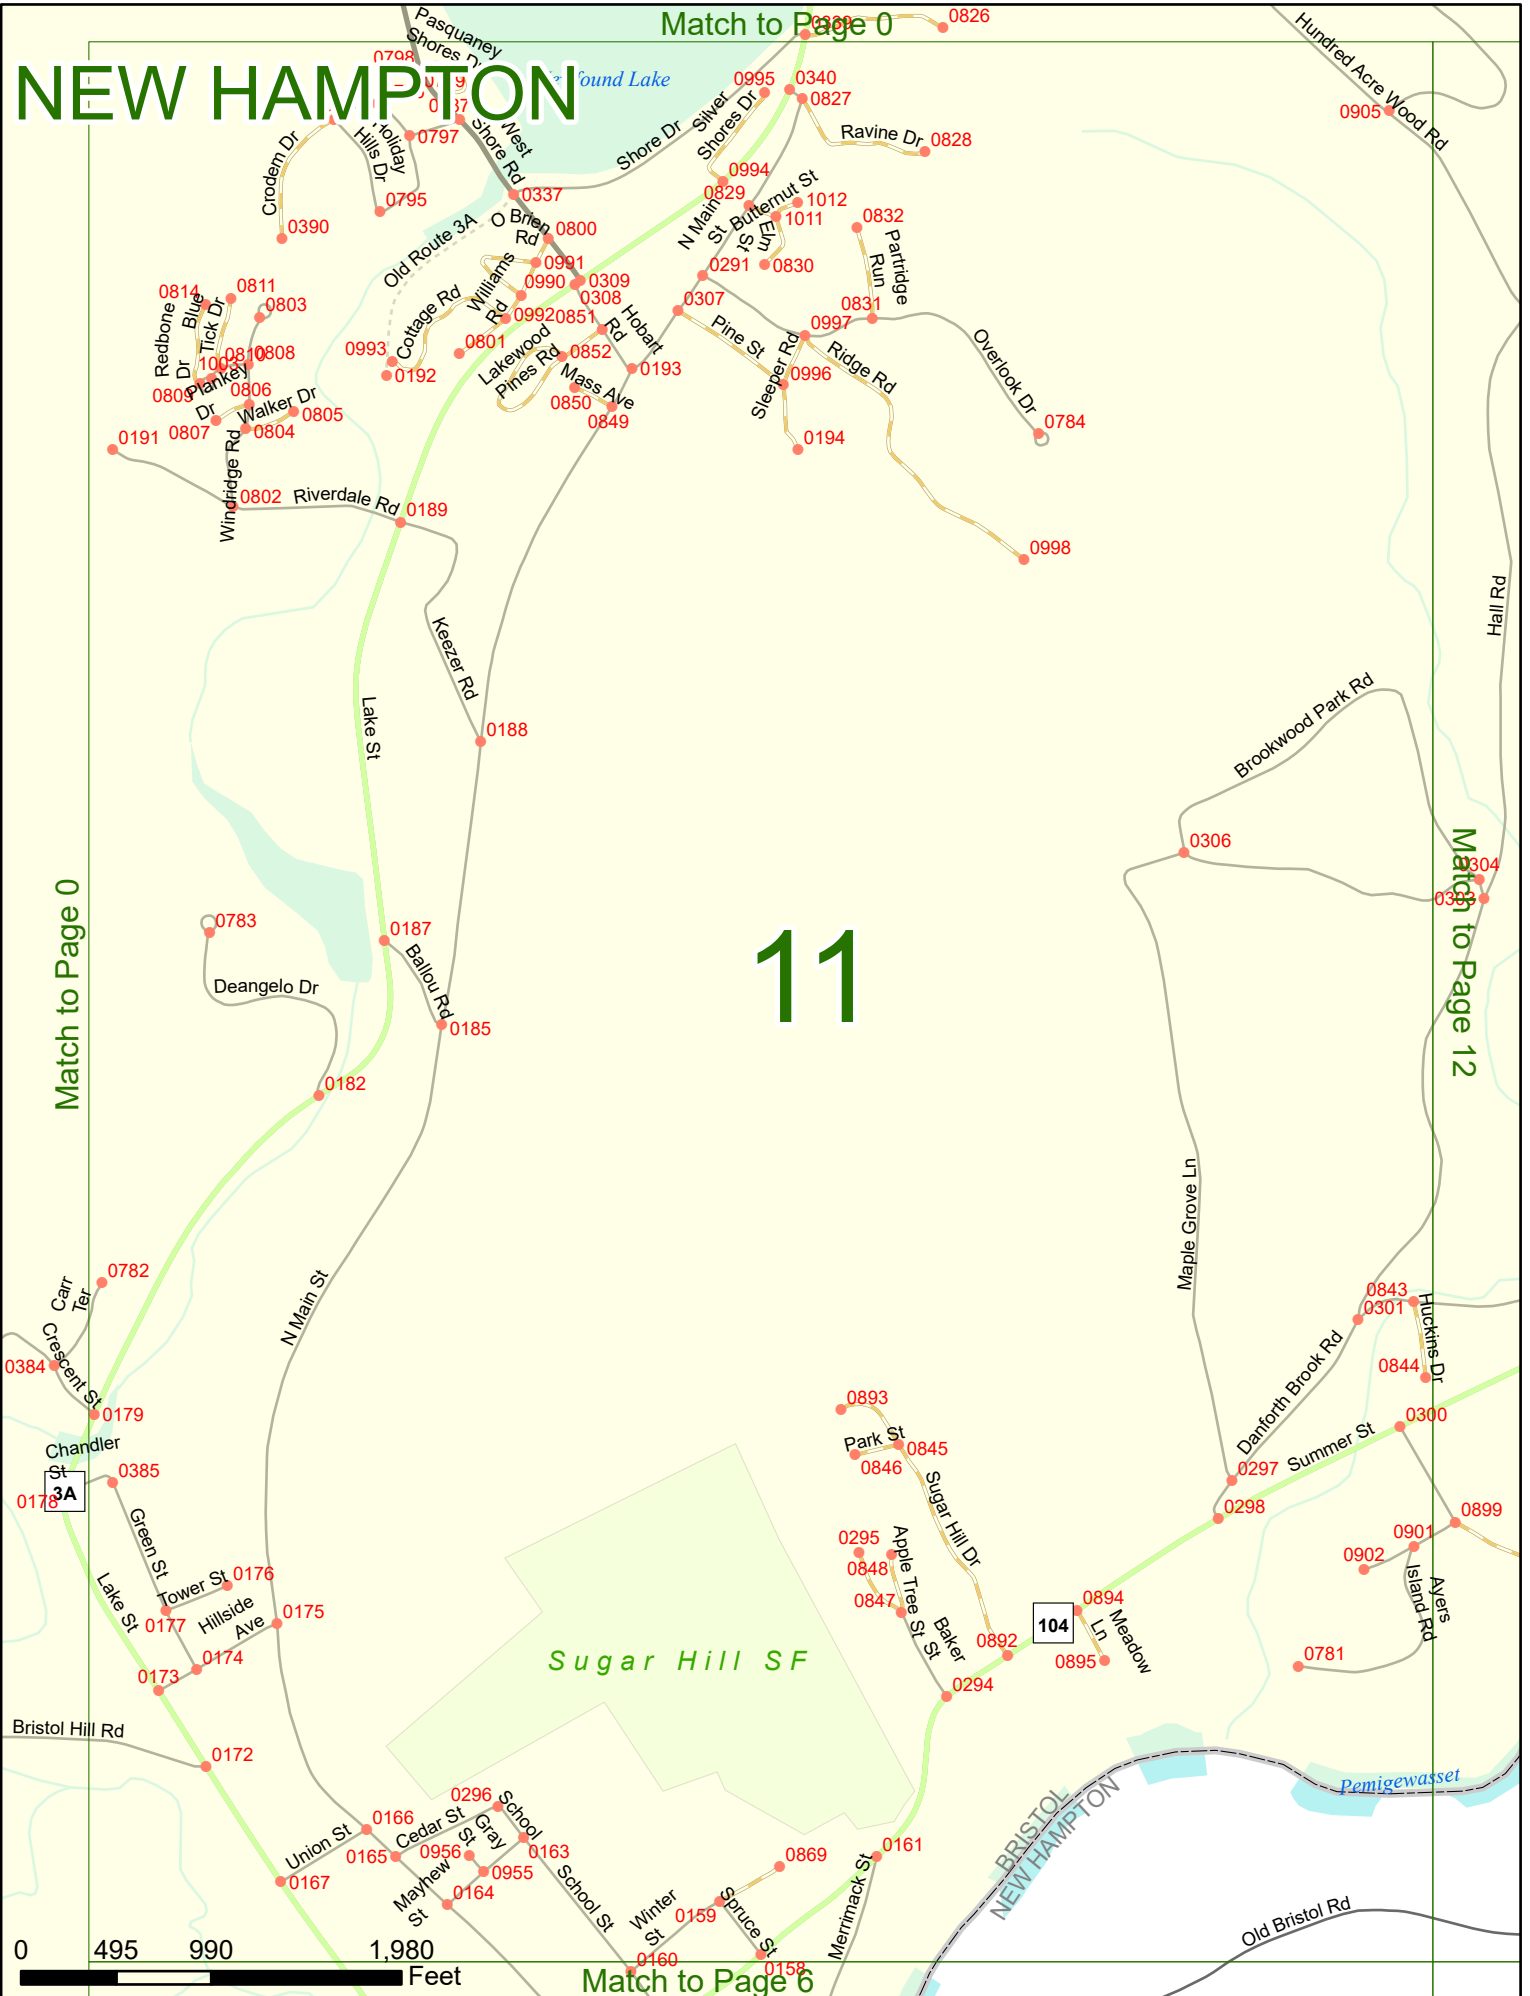 Match to Page 0
NEW HAMPTON
Pasquaney
Shores Dr
0339
0826
Hundred Acre Wood Rd
0905
0798
0995
0340
0827
Silver
Shores Dr
Ravine Dr
0828
Holiday
Hills Dr
0797
West
Shore Rd
Shore Dr
Crodem Dr
0795
0390
0337
0994
0829
Butternut St
1012
1011
0832
N Main
St
Elm
St
0830
Partridge
Run
0831
Old Route 3A
O
Brien
Rd
0800
0991
0990
0309
0308
0291
0307
0814
0811
0803
Redbone
Dr
Blue
Tick Dr
Williams
Rd
0992
0851
Hobart
Rd
0997
Pine St
Overlook Dr
Cottage Rd
0993
0192
0801
Lakewood
Pines Rd
0852
0193
Sleeper Rd
0996
Ridge Rd
0810
0808
1003
0809
Plankey
Dr
0806
0807
Walker Dr
0805
0804
Mass Ave
0850
0849
0194
0784
0191
0802
Windridge Rd
Riverdale Rd
0189
0998
Hall Rd
Keezer Rd
Lake St
0188
Brookwood Park Rd
0306
0304
0303
Match to Page 12
Match to Page 0
0783
0187
11
Deangelo Dr
Ballou Rd
0185
0182
Maple Grove Ln
0782
Carr
Ter
N Main St
0384
Crescent St
0179
0843
0301
Huckins Dr
0844
Danforth Brook Rd
0300
Summer St
0893
Park St
0845
0846
Chandler
St
0385
0178
3A
0297
0298
Sugar Hill Dr
0899
0901
0902
Green St
0295
0848
Apple Tree St
0847
0176
Tower St
0177
Lake St
Hillside
Ave
0175
0174
0173
Ayers
Island Rd
0894
104
Meadow
Ln
0895
Baker
St
0892
0781
Sugar Hill SF
0294
Bristol Hill Rd
0172
Pemigewasset
BRISTOL
NEW HAMPTON
0296
School
0166
Cedar St
Gray
St
0163
Union St
0165
0956
0955
0161
0869
0167
Mayhew
St
0164
School St
Winter
St
0159
Spruce St
Merrimack St
Old Bristol Rd
0160
0158
0 495 990 1,980
Feet
Match to Page 6